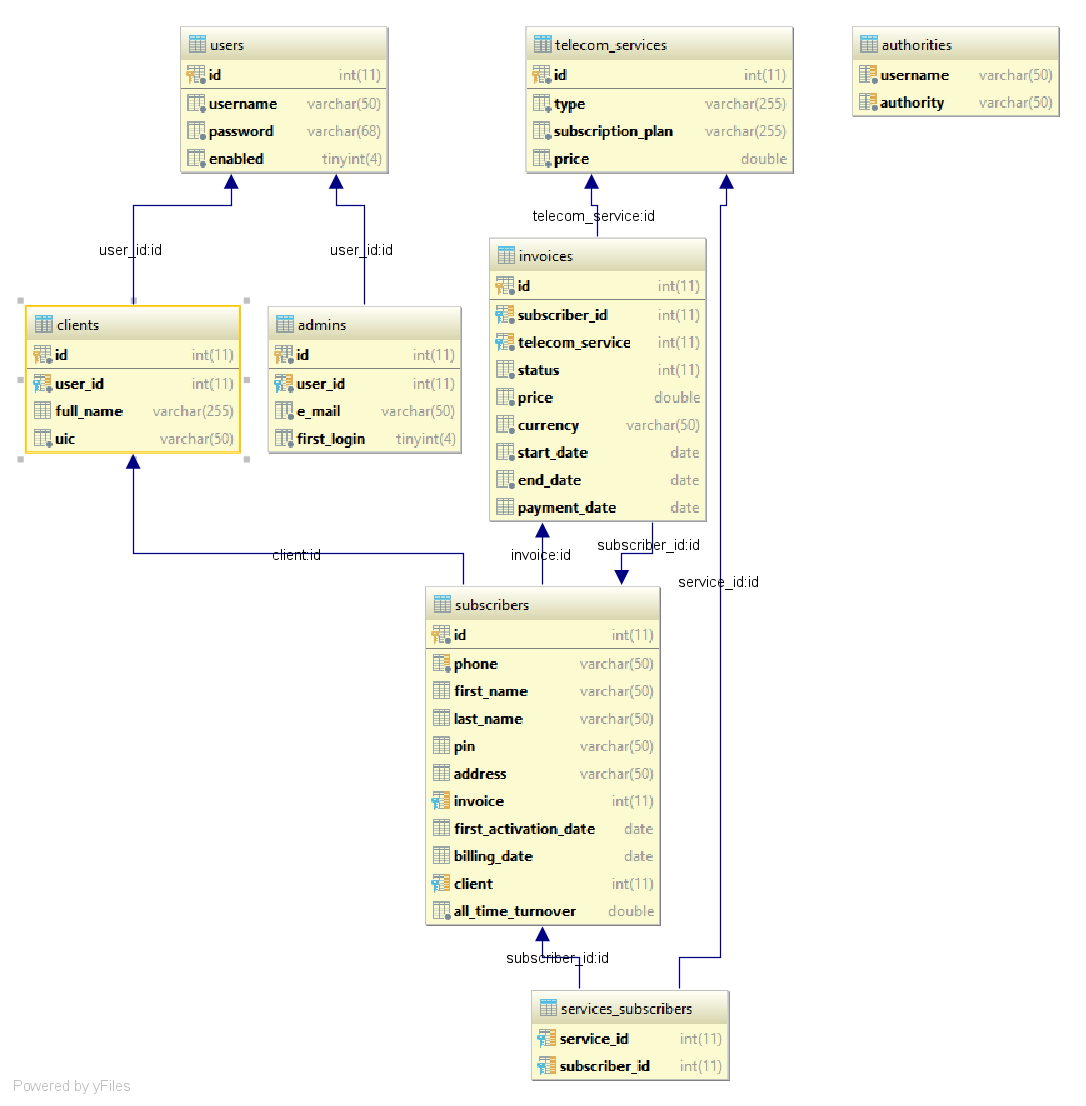 users
id int(11)
username varchar(50)
password varchar(68)
enabled tinyint(4)
telecom_services
id int(11)
type varchar(255)
subscription_plan varchar(255)
price double
authorities
username varchar(50)
authority varchar(50)
user_id:id
user_id:id
telecom_service:id
clients
id int(11)
user_id int(11)
full_name varchar(255)
uic varchar(50)
admins
id int(11)
user_id int(11)
e_mail varchar(50)
first_login tinyint(4)
invoices
id int(11)
subscriber_id int(11)
telecom_service int(11)
status int(11)
price double
currency varchar(50)
start_date date
end_date date
payment_date date
client:id
invoice:id
subscriber_id:id
service_id:id
subscribers
id int(11)
phone varchar(50)
first_name varchar(50)
last_name varchar(50)
pin varchar(50)
address varchar(50)
invoice int(11)
first_activation_date date
billing_date date
client int(11)
all_time_turnover double
subscriber_id:id
services_subscribers
service_id int(11)
subscriber_id int(11)
Powered by yFiles